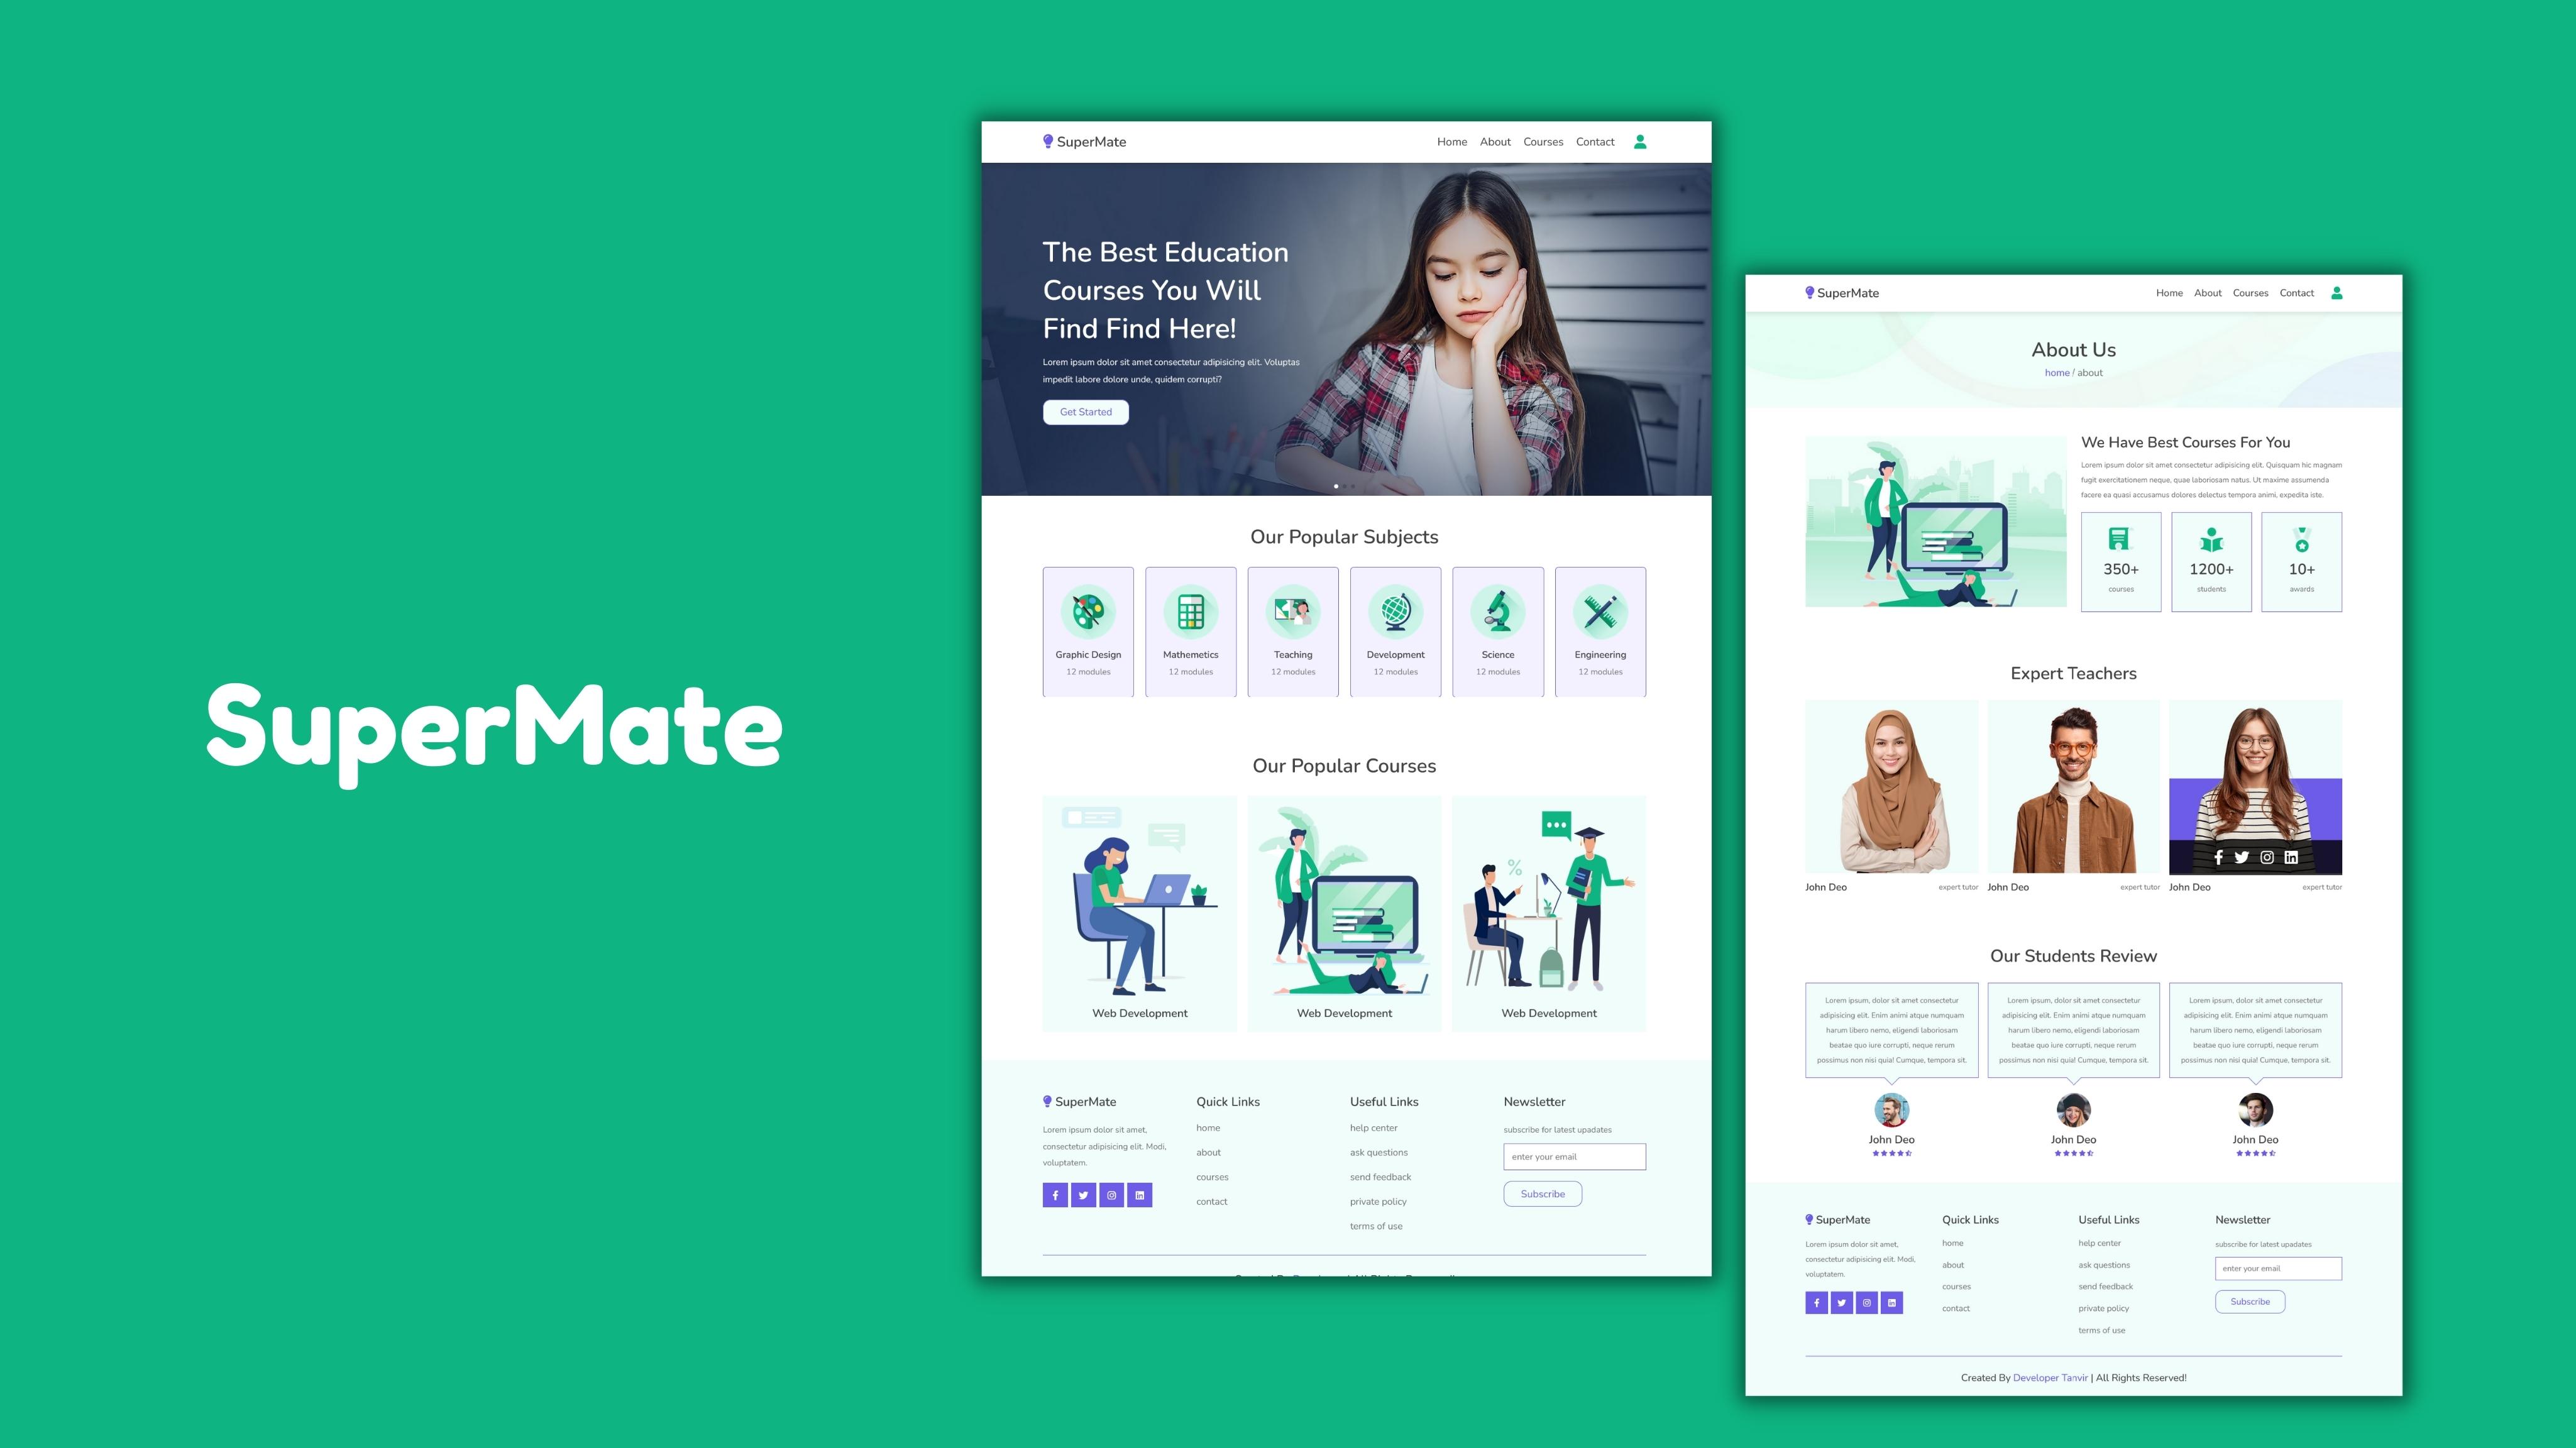 SuperMate
SuperMate
Home About Courses Contact
The Best Education
Courses You Will
Find Find Here!
Lorem ipsum dolor sit amet consectetur adipisicing elit. Voluptas
impedit labore dolore unde, quidem corrupti?
Get Started
Our Popular Subjects
Graphic Design
12 modules
Mathemetics
12 modules
Teaching
12 modules
Development
12 modules
Science
12 modules
Engineering
12 modules
Our Popular Courses
Web Development
Web Development
Web Development
SuperMate
Lorem ipsum dolor sit amet,
consectetur adipisicing elit. Modi,
voluptatem.
Quick Links
home
about
courses
contact
Useful Links
help center
ask questions
send feedback
private policy
terms of use
Newsletter
subscribe for latest upadates
enter your email
Subscribe
SuperMate
Home About Courses Contact
About Us
home / about
We Have Best Courses For You
Lorem ipsum dolor sit amet consectetur adipisicing elit. Quisquam hic magnam
fugit exercitationem neque, quae laboriosam natus. Ut maxime assumenda
facere ea quasi accusamus dolores delectus tempora animi, expedita iste.
350+
courses
1200+
students
10+
awards
Expert Teachers
John Deo expert tutor
John Deo expert tutor
John Deo expert tutor
Our Students Review
Lorem ipsum, dolor sit amet consectetur
adipisicing elit. Enim animi atque numquam
harum libero nemo, eligendi laboriosam
beatae quo iure corrupti, neque rerum
possimus non nisi quia! Cumque, tempora sit.
John Deo
Lorem ipsum, dolor sit amet consectetur
adipisicing elit. Enim animi atque numquam
harum libero nemo, eligendi laboriosam
beatae quo iure corrupti, neque rerum
possimus non nisi quia! Cumque, tempora sit.
John Deo
Lorem ipsum, dolor sit amet consectetur
adipisicing elit. Enim animi atque numquam
harum libero nemo, eligendi laboriosam
beatae quo iure corrupti, neque rerum
possimus non nisi quia! Cumque, tempora sit.
John Deo
SuperMate
Lorem ipsum dolor sit amet,
consectetur adipisicing elit. Modi,
voluptatem.
Quick Links
home
about
courses
contact
Useful Links
help center
ask questions
send feedback
private policy
terms of use
Newsletter
subscribe for latest upadates
enter your email
Subscribe
Created By Developer Tanvir | All Rights Reserved!